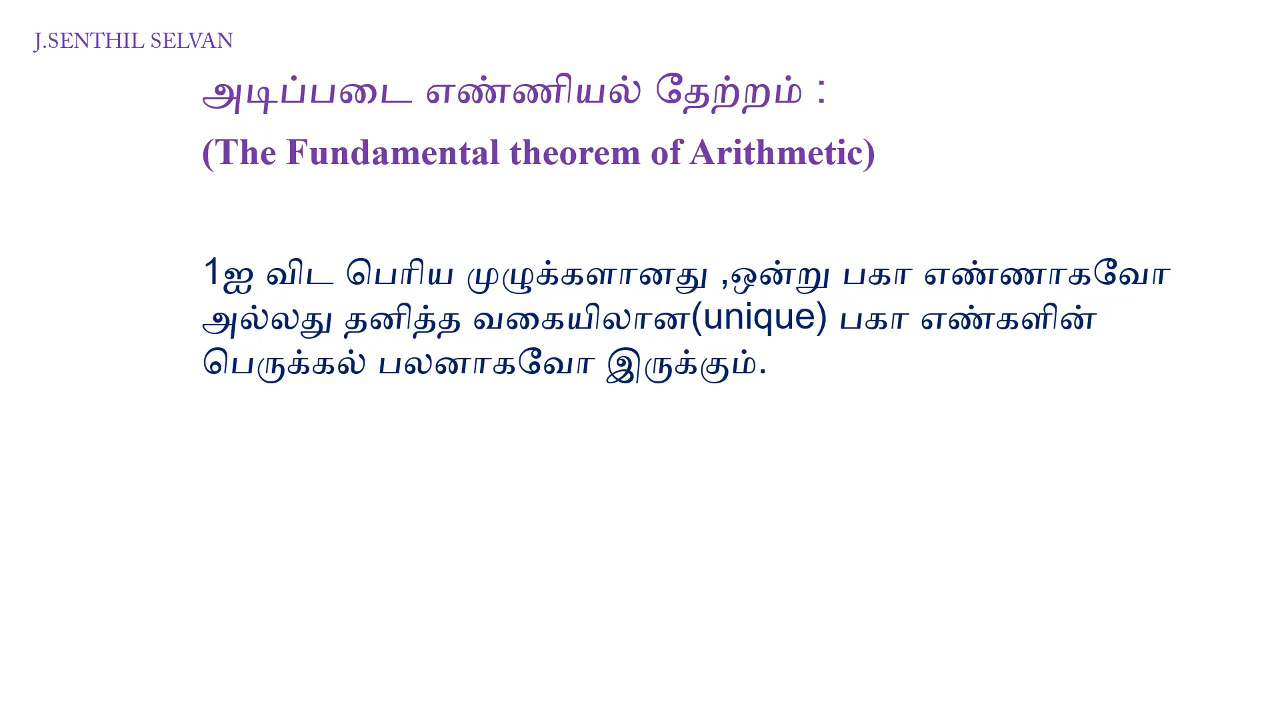 J.SENTHIL SELVAN
அடிப்படை எண்ணியல் தேற்றம் :
(The Fundamental theorem of Arithmetic)
1ஐ விட பெரிய முழுக்களானது ,ஒன்று பகா எண்ணாகவோ
அல்லது தனித்த வகையிலான(unique) பகா எண்களின்
பெருக்கல் பலனாகவோ இருக்கும்.